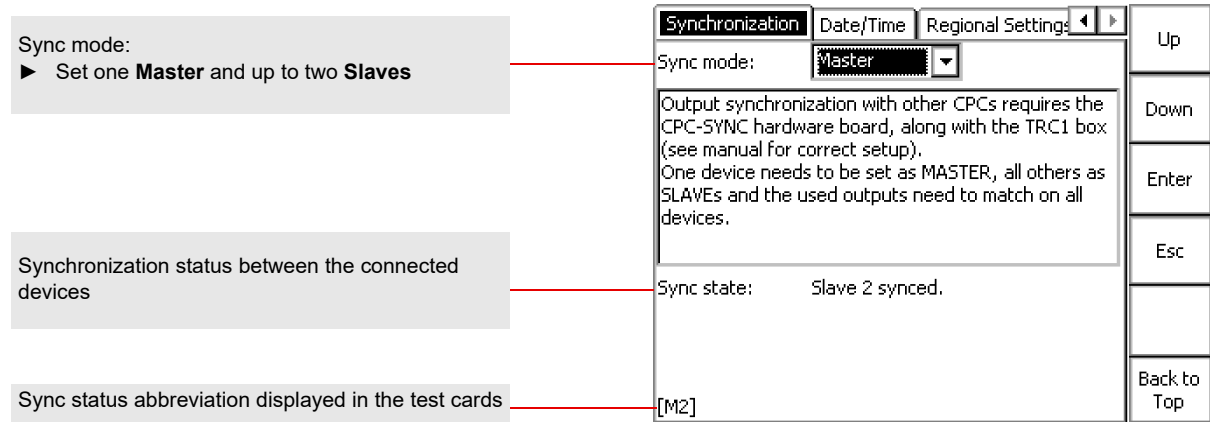 Sync mode:
► Set one Master and up to two Slaves
Synchronization status between the connected
devices
Sync status abbreviation displayed in the test cards
Synchronization Date/Time Regional Settings
Sync mode: Master
Output synchronization with other CPCs requires the
CPC-SYNC hardware board, along with the TRC1 box
(see manual for correct setup).
One device needs to be set as MASTER, all others as
SLAVEs and the used outputs need to match on all
devices.
Sync state: Slave 2 synced.
[M2]
Up
Down
Enter
Esc
Back to
Top